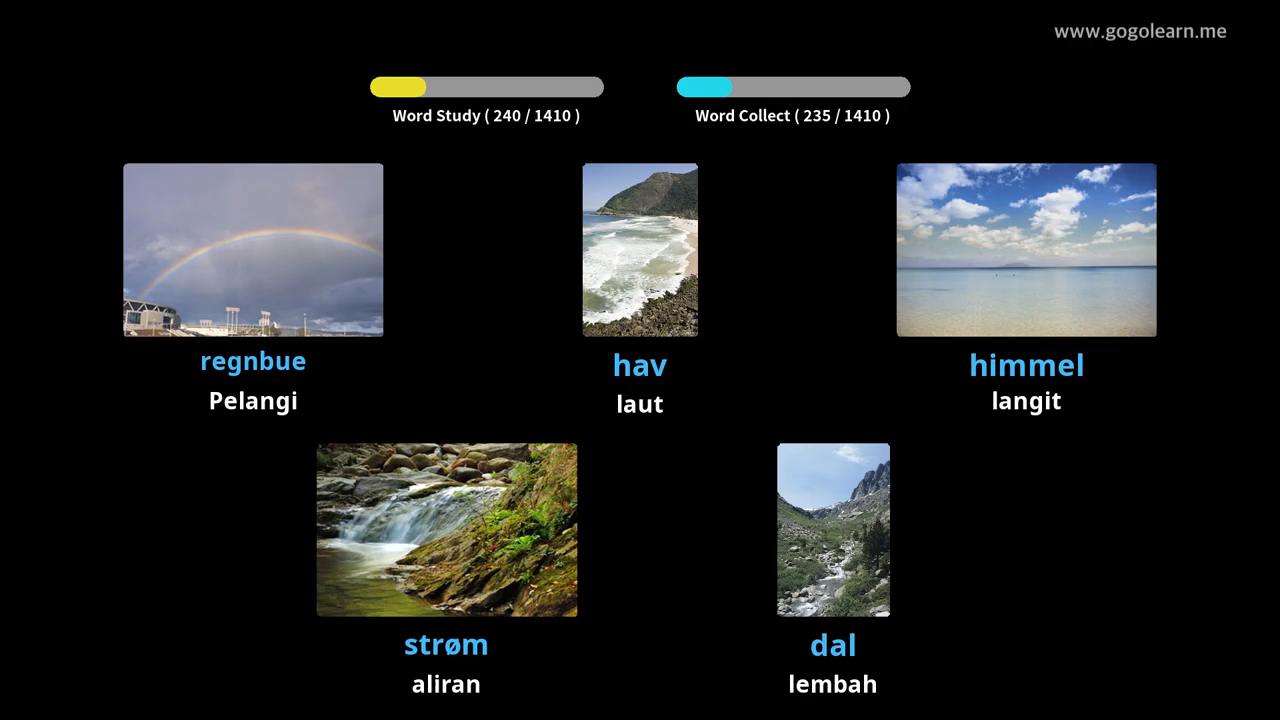 www.gogolearn.me
Word Study ( 240 / 1410 )
Word Collect ( 235 / 1410 )
regnbue
Pelangi
hav
laut
himmel
langit
strøm
aliran
dal
lembah